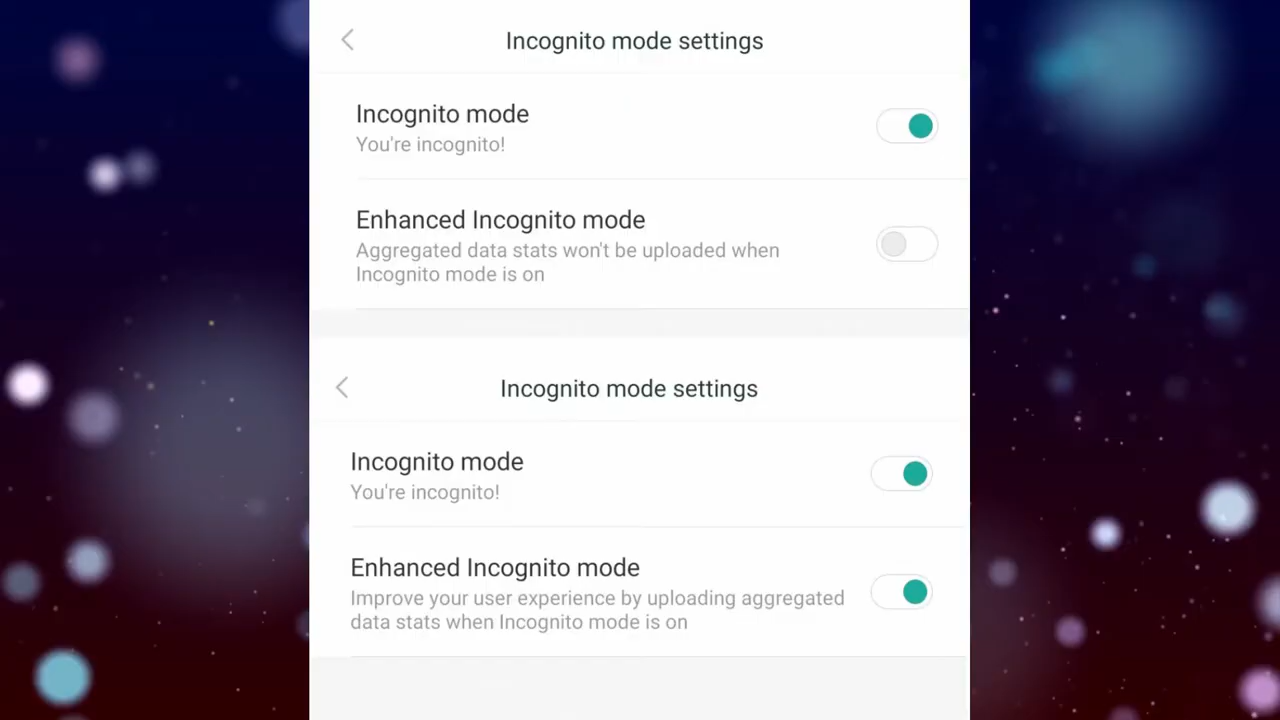 Incognito mode settings
Incognito mode
You're incognito!
Enhanced Incognito mode
Aggregated data stats won't be uploaded when
Incognito mode is on
Incognito mode settings
Incognito mode
You're incognito!
Enhanced Incognito mode
Improve your user experience by uploading aggregated
data stats when Incognito mode is on